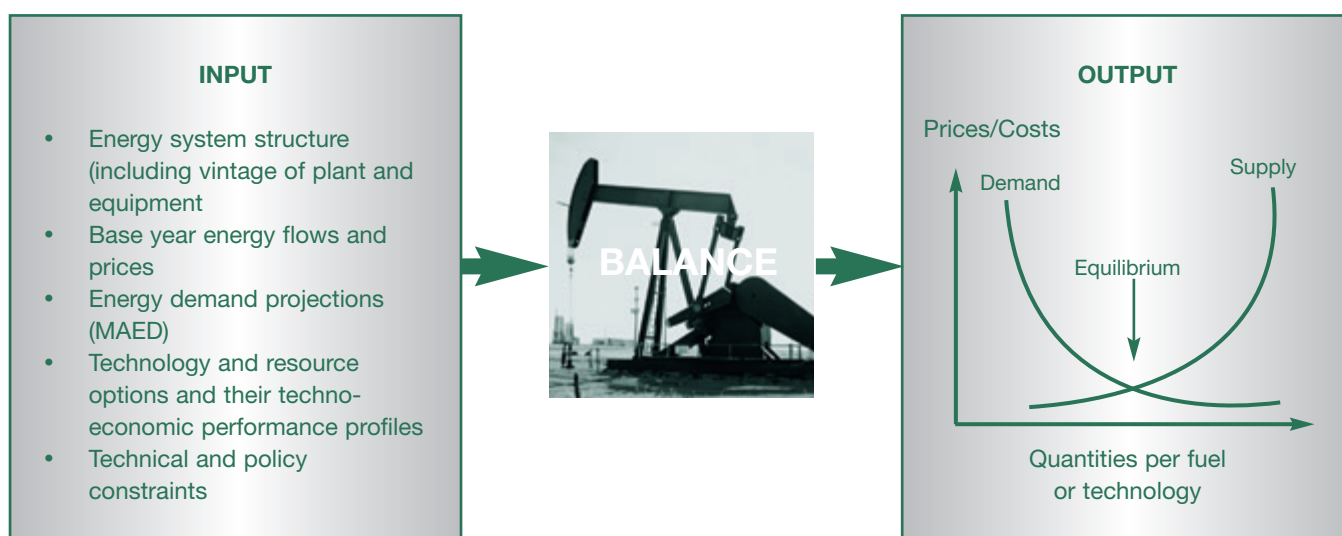 INPUT
• Energy system structure
(including vintage of plant and
equipment
• Base year energy flows and
prices
• Energy demand projections
(MAED)
• Technology and resource
options and their techno-
economic performance profiles
• Technical and policy
constraints
BALANCE
OUTPUT
Prices/Costs
Demand
Supply
Equilibrium
Quantities per fuel
or technology